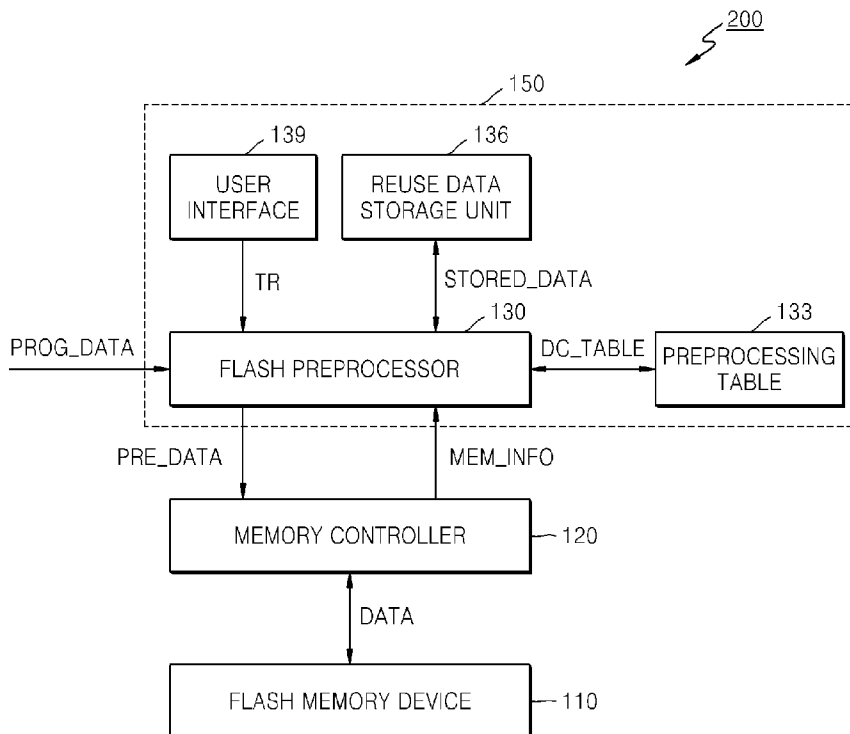 200
150
139
136
USER
INTERFACE
REUSE DATA
STORAGE UNIT
TR
STORED_DATA
130
133
PROG_DATA
FLASH PREPROCESSOR
DC_TABLE
PREPROCESSING
TABLE
PRE_DATA
MEM_INFO
MEMORY CONTROLLER
120
DATA
FLASH MEMORY DEVICE
110